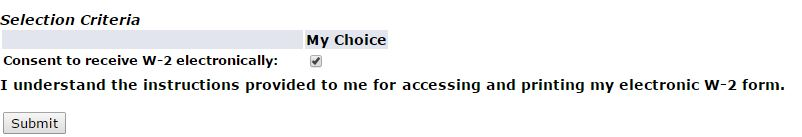 Selection Criteria
My Choice
Consent to receive W-2 electronically:
I understand the instructions provided to me for accessing and printing my electronic W-2 form.
Submit